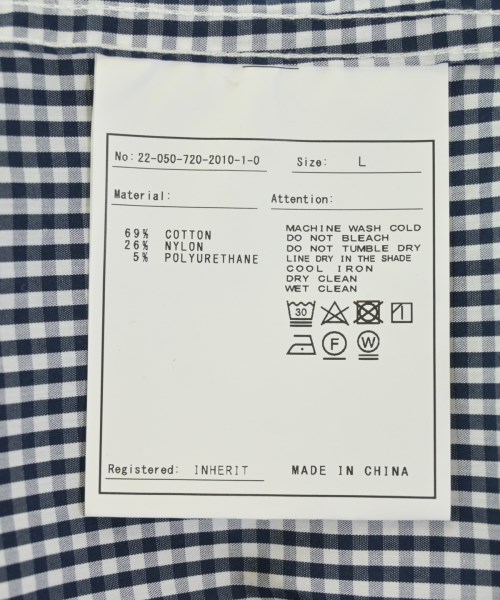 No: 22-050-720-2010-1-0 Size: L
Material:
69% COTTON
26% NYLON
5% POLYURETHANE
Attention:
MACHINE WASH COLD
DO NOT BLEACH
DO NOT TUMBLE DRY
LINE DRY IN THE SHADE
COOL IRON
DRY CLEAN
WET CLEAN
30
F W
Registered: INHERIT MADE IN CHINA